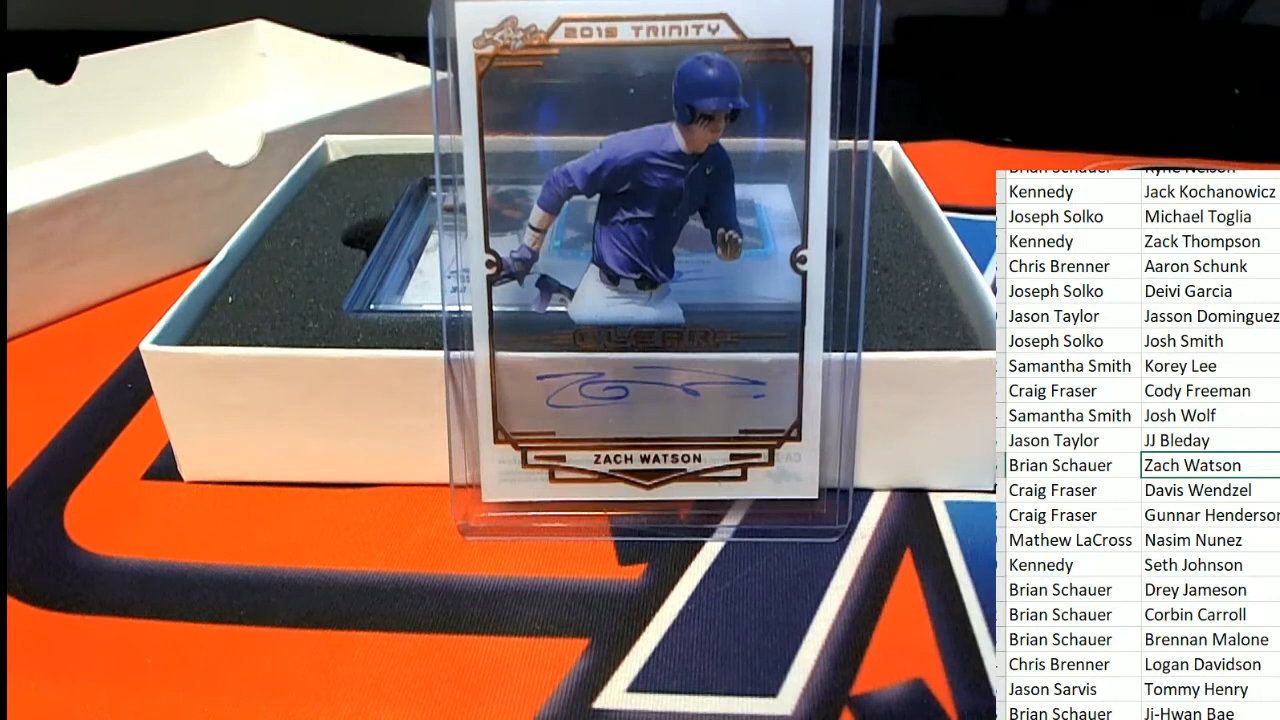 2019 TRINITY
CLEAR
ZACH WATSON
Kennedy Jack Kochanowicz
Joseph Solko Michael Toglia
Kennedy Zack Thompson
Chris Brenner Aaron Schunk
Joseph Solko Deivi Garcia
Jason Taylor Jasson Dominguez
Joseph Solko Josh Smith
Samantha Smith Korey Lee
Craig Fraser Cody Freeman
Samantha Smith Josh Wolf
Jason Taylor JJ Bleday
Brian Schauer Zach Watson
Craig Fraser Davis Wendzel
Craig Fraser Gunnar Henderson
Mathew LaCross Nasim Nunez
Kennedy Seth Johnson
Brian Schauer Drey Jameson
Brian Schauer Corbin Carroll
Brian Schauer Brennan Malone
Chris Brenner Logan Davidson
Jason Sarvis Tommy Henry
Brian Schauer Ji-Hwan Bae